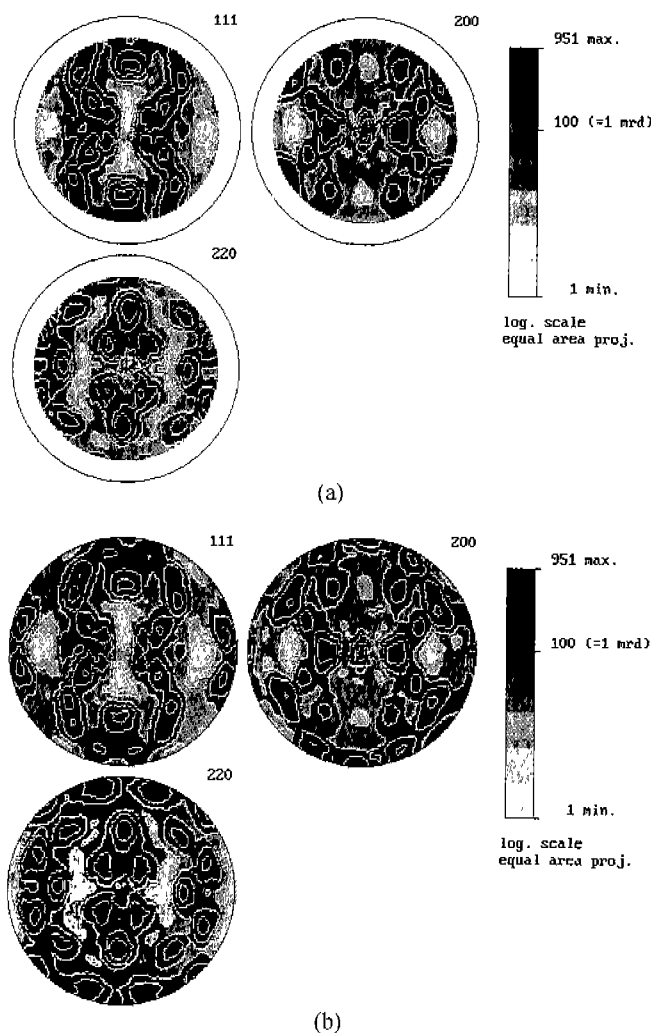 111
200
951 max.
100 (=1 mrd)
1 min.
log. scale
equal area proj.
220
(a)
111
200
951 max.
100 (=1 mrd)
1 min.
log. scale
equal area proj.
220
(b)